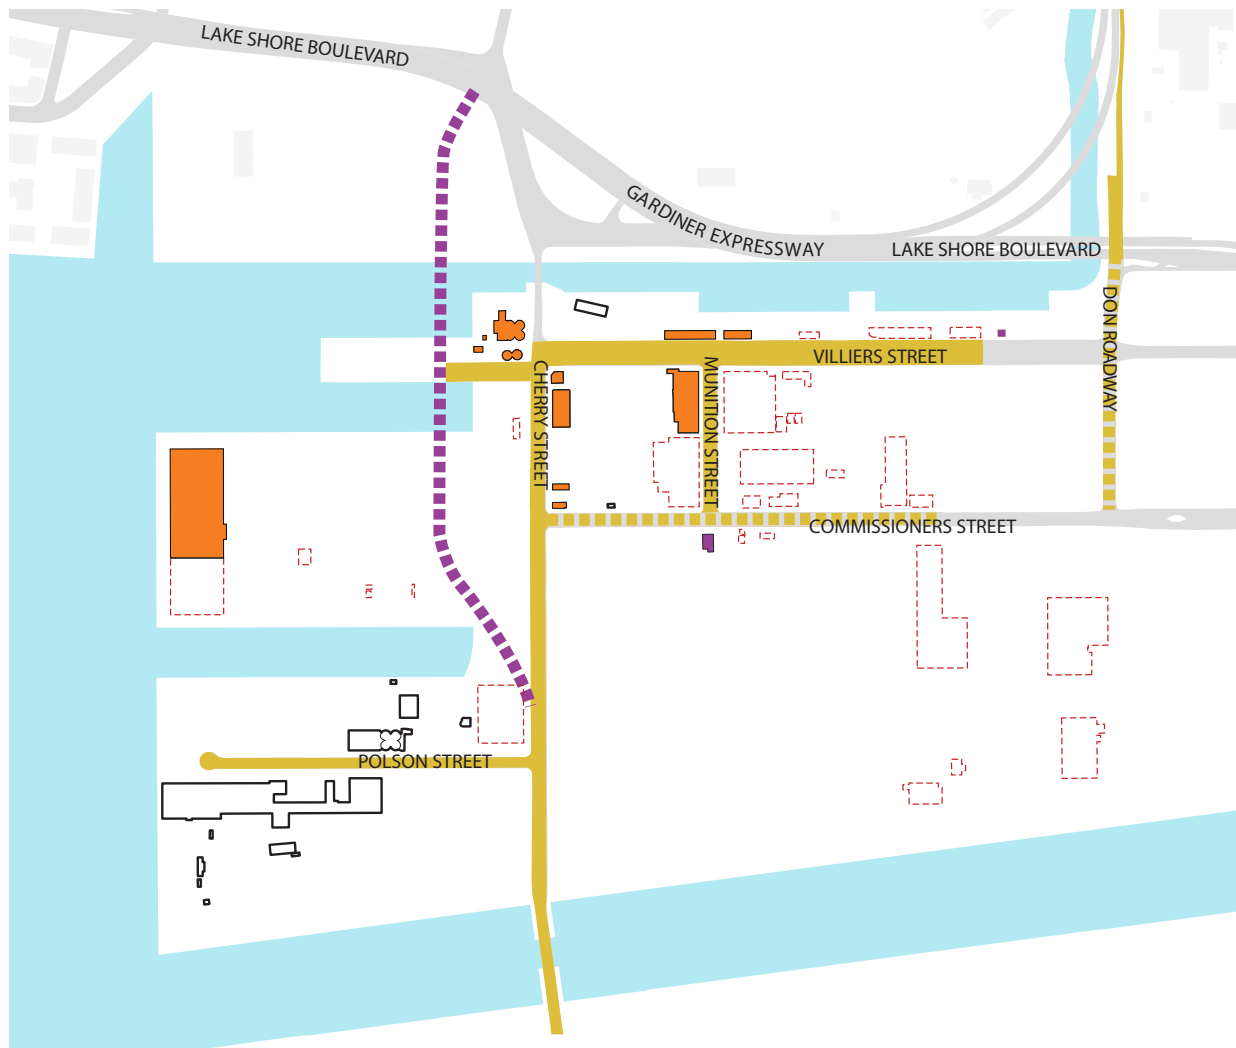 LAKE SHORE BOULEVARD
GARDINER EXPRESSWAY
LAKE SHORE BOULEVARD
DON ROADWAY
VILLIERS STREET
CHERRY STREET
MUNITION STREET
COMMISSIONERS STREET
POLSON STREET